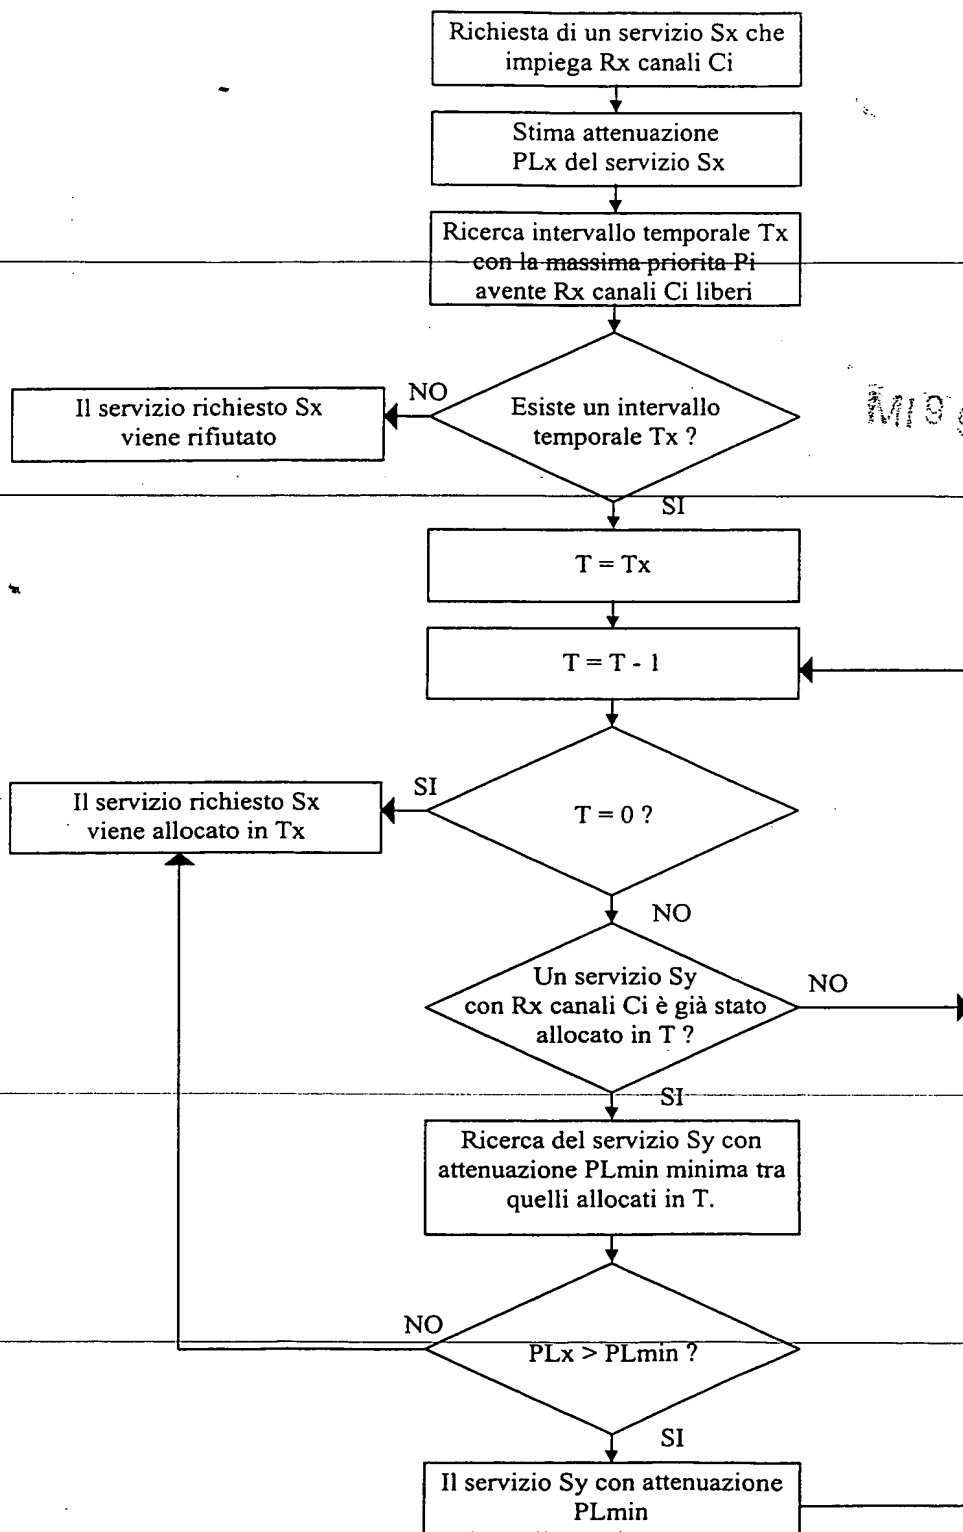 Richiesta di un servizio Sx che
impiega Rx canali Ci
Stima attenuazione
PLx del servizio Sx
Ricerca intervallo temporale Tx
con la massima priorita Pi
avente Rx canali Ci liberi
NO
Il servizio richiesto Sx
viene rifiutato
Esiste un intervallo
temporale Tx ?
SI
T = Tx
T = T - 1
SI
Il servizio richiesto Sx
viene allocato in Tx
T = 0 ?
NO
Un servizio Sy
con Rx canali Ci è già stato
allocato in T ?
NO
SI
Ricerca del servizio Sy con
attenuazione PLmin minima tra
quelli allocati in T.
NO
PLx > PLmin ?
SI
Il servizio Sy con attenuazione
PLmin